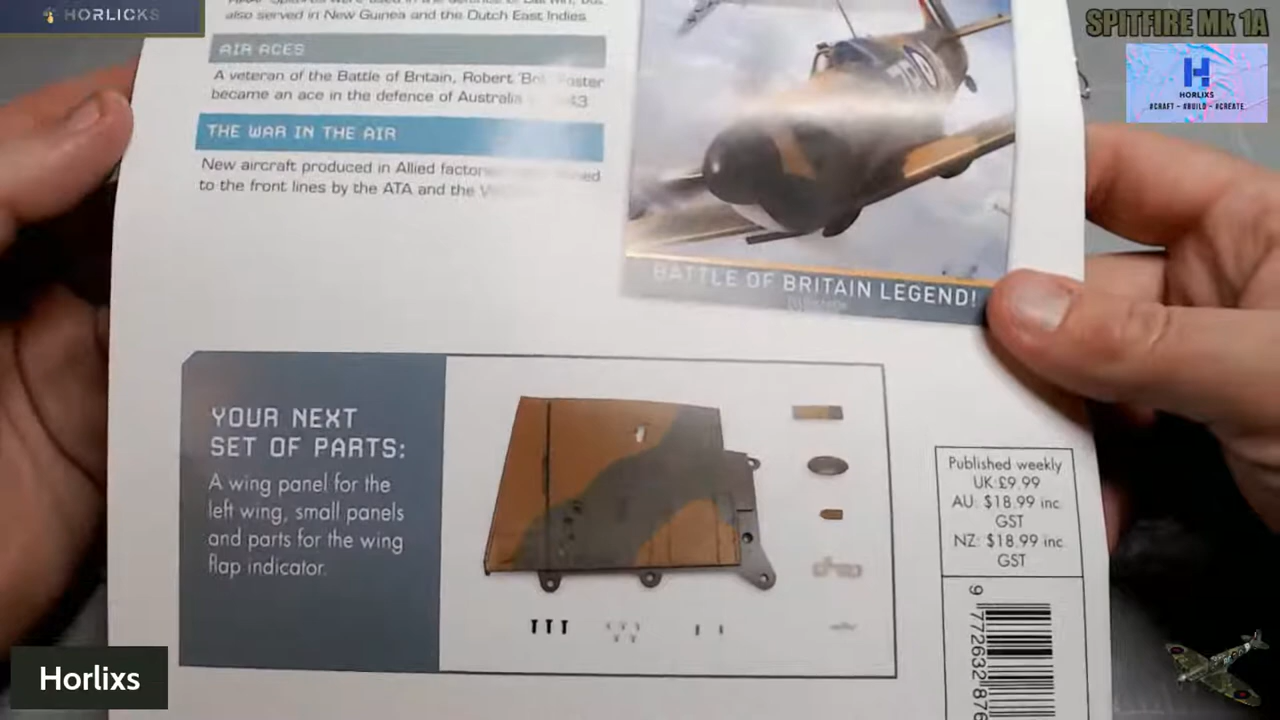 HORLICKS
SPITFIRE Mk 1A
H
HORLIXS
#CRAFT - #BUILD - #CREATE
also served in New Guinea and the Dutch East Indies
AIR ACES
A veteran of the Battle of Britain, Robert
became an ace in the defence of Australia
THE WAR IN THE AIR
New aircraft produced in Allied
to the front lines by the ATA and the
BATTLE OF BRITAIN LEGEND!
YOUR NEXT
SET OF PARTS:
A wing panel for the
left wing, small panels
and parts for the wing
flap indicator.
Published weekly
UK:£9.99
AU: $18.99 inc.
GST
NZ: $18.99 inc.
GST
9 772632 876
Horlixs